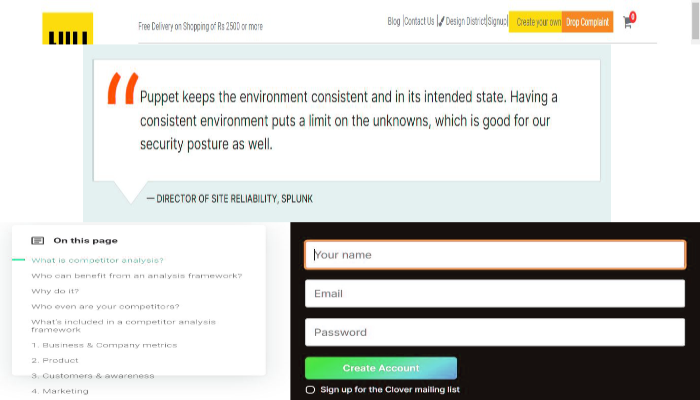 Free Delivery on Shopping of Rs 2500 or more
Blog |Contact Us | Design District|Signup| Create your own Drop Complaint 0
Puppet keeps the environment consistent and in its intended state. Having a
consistent environment puts a limit on the unknowns, which is good for our
security posture as well.
— DIRECTOR OF SITE RELIABILITY, SPLUNK
On this page
What is competitor analysis?
Who can benefit from an analysis framework?
Why do it?
Who even are your competitors?
What's included in a competitor analysis
framework
1. Business & Company metrics
2. Product
3. Customers & awareness
4. Marketing
Your name
Email
Password
Create Account
Sign up for the Clover mailing list